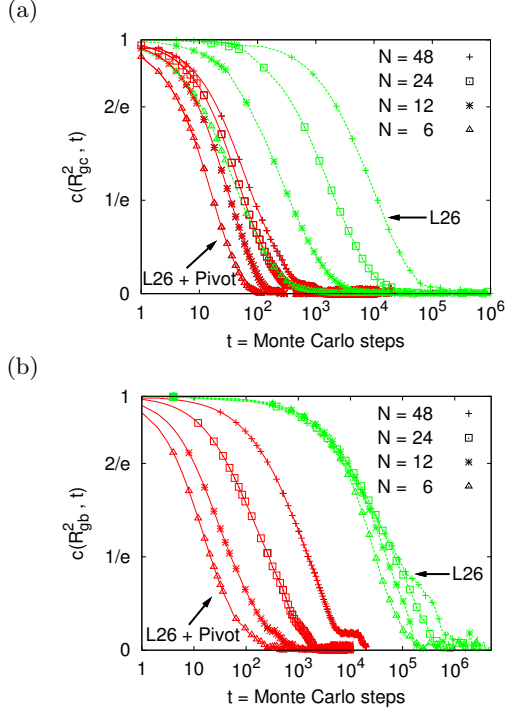 (a)
c(R²gc , t)
1
2/e
1/e
0
N = 48
N = 24
N = 12
N = 6
L26
L26 + Pivot
1 10 10² 10³ 10⁴ 10⁵ 10⁶
t = Monte Carlo steps
(b)
c(R²gb , t)
1
2/e
1/e
0
N = 48
N = 24
N = 12
N = 6
L26
L26 + Pivot
1 10 10² 10³ 10⁴ 10⁵ 10⁶
t = Monte Carlo steps